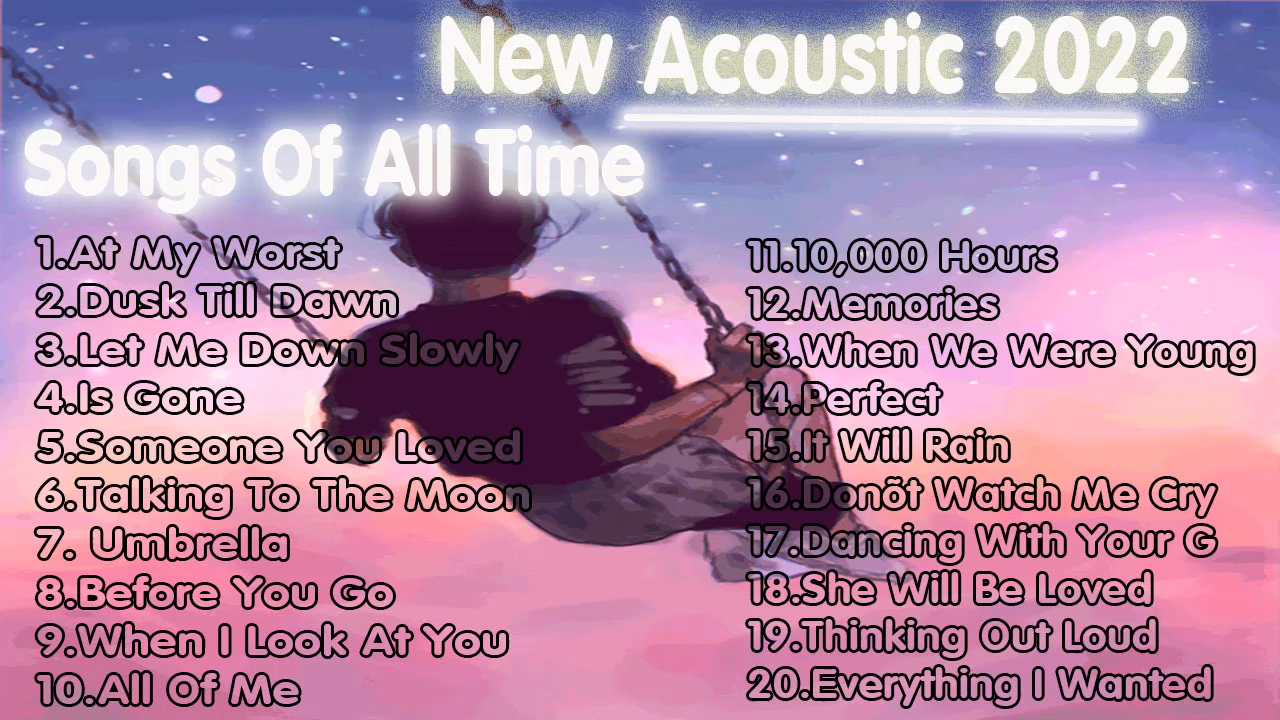 New Acoustic 2022
Songs Of All Time
1.At My Worst
2.Dusk Till Dawn
3.Let Me Down Slowly
4.Is Gone
5.Someone You Loved
6.Talking To The Moon
7. Umbrella
8.Before You Go
9.When I Look At You
10.All Of Me
11.10,000 Hours
12.Memories
13.When We Were Young
14.Perfect
15.It Will Rain
16.Donõt Watch Me Cry
17.Dancing With Your G
18.She Will Be Loved
19.Thinking Out Loud
20.Everything I Wanted